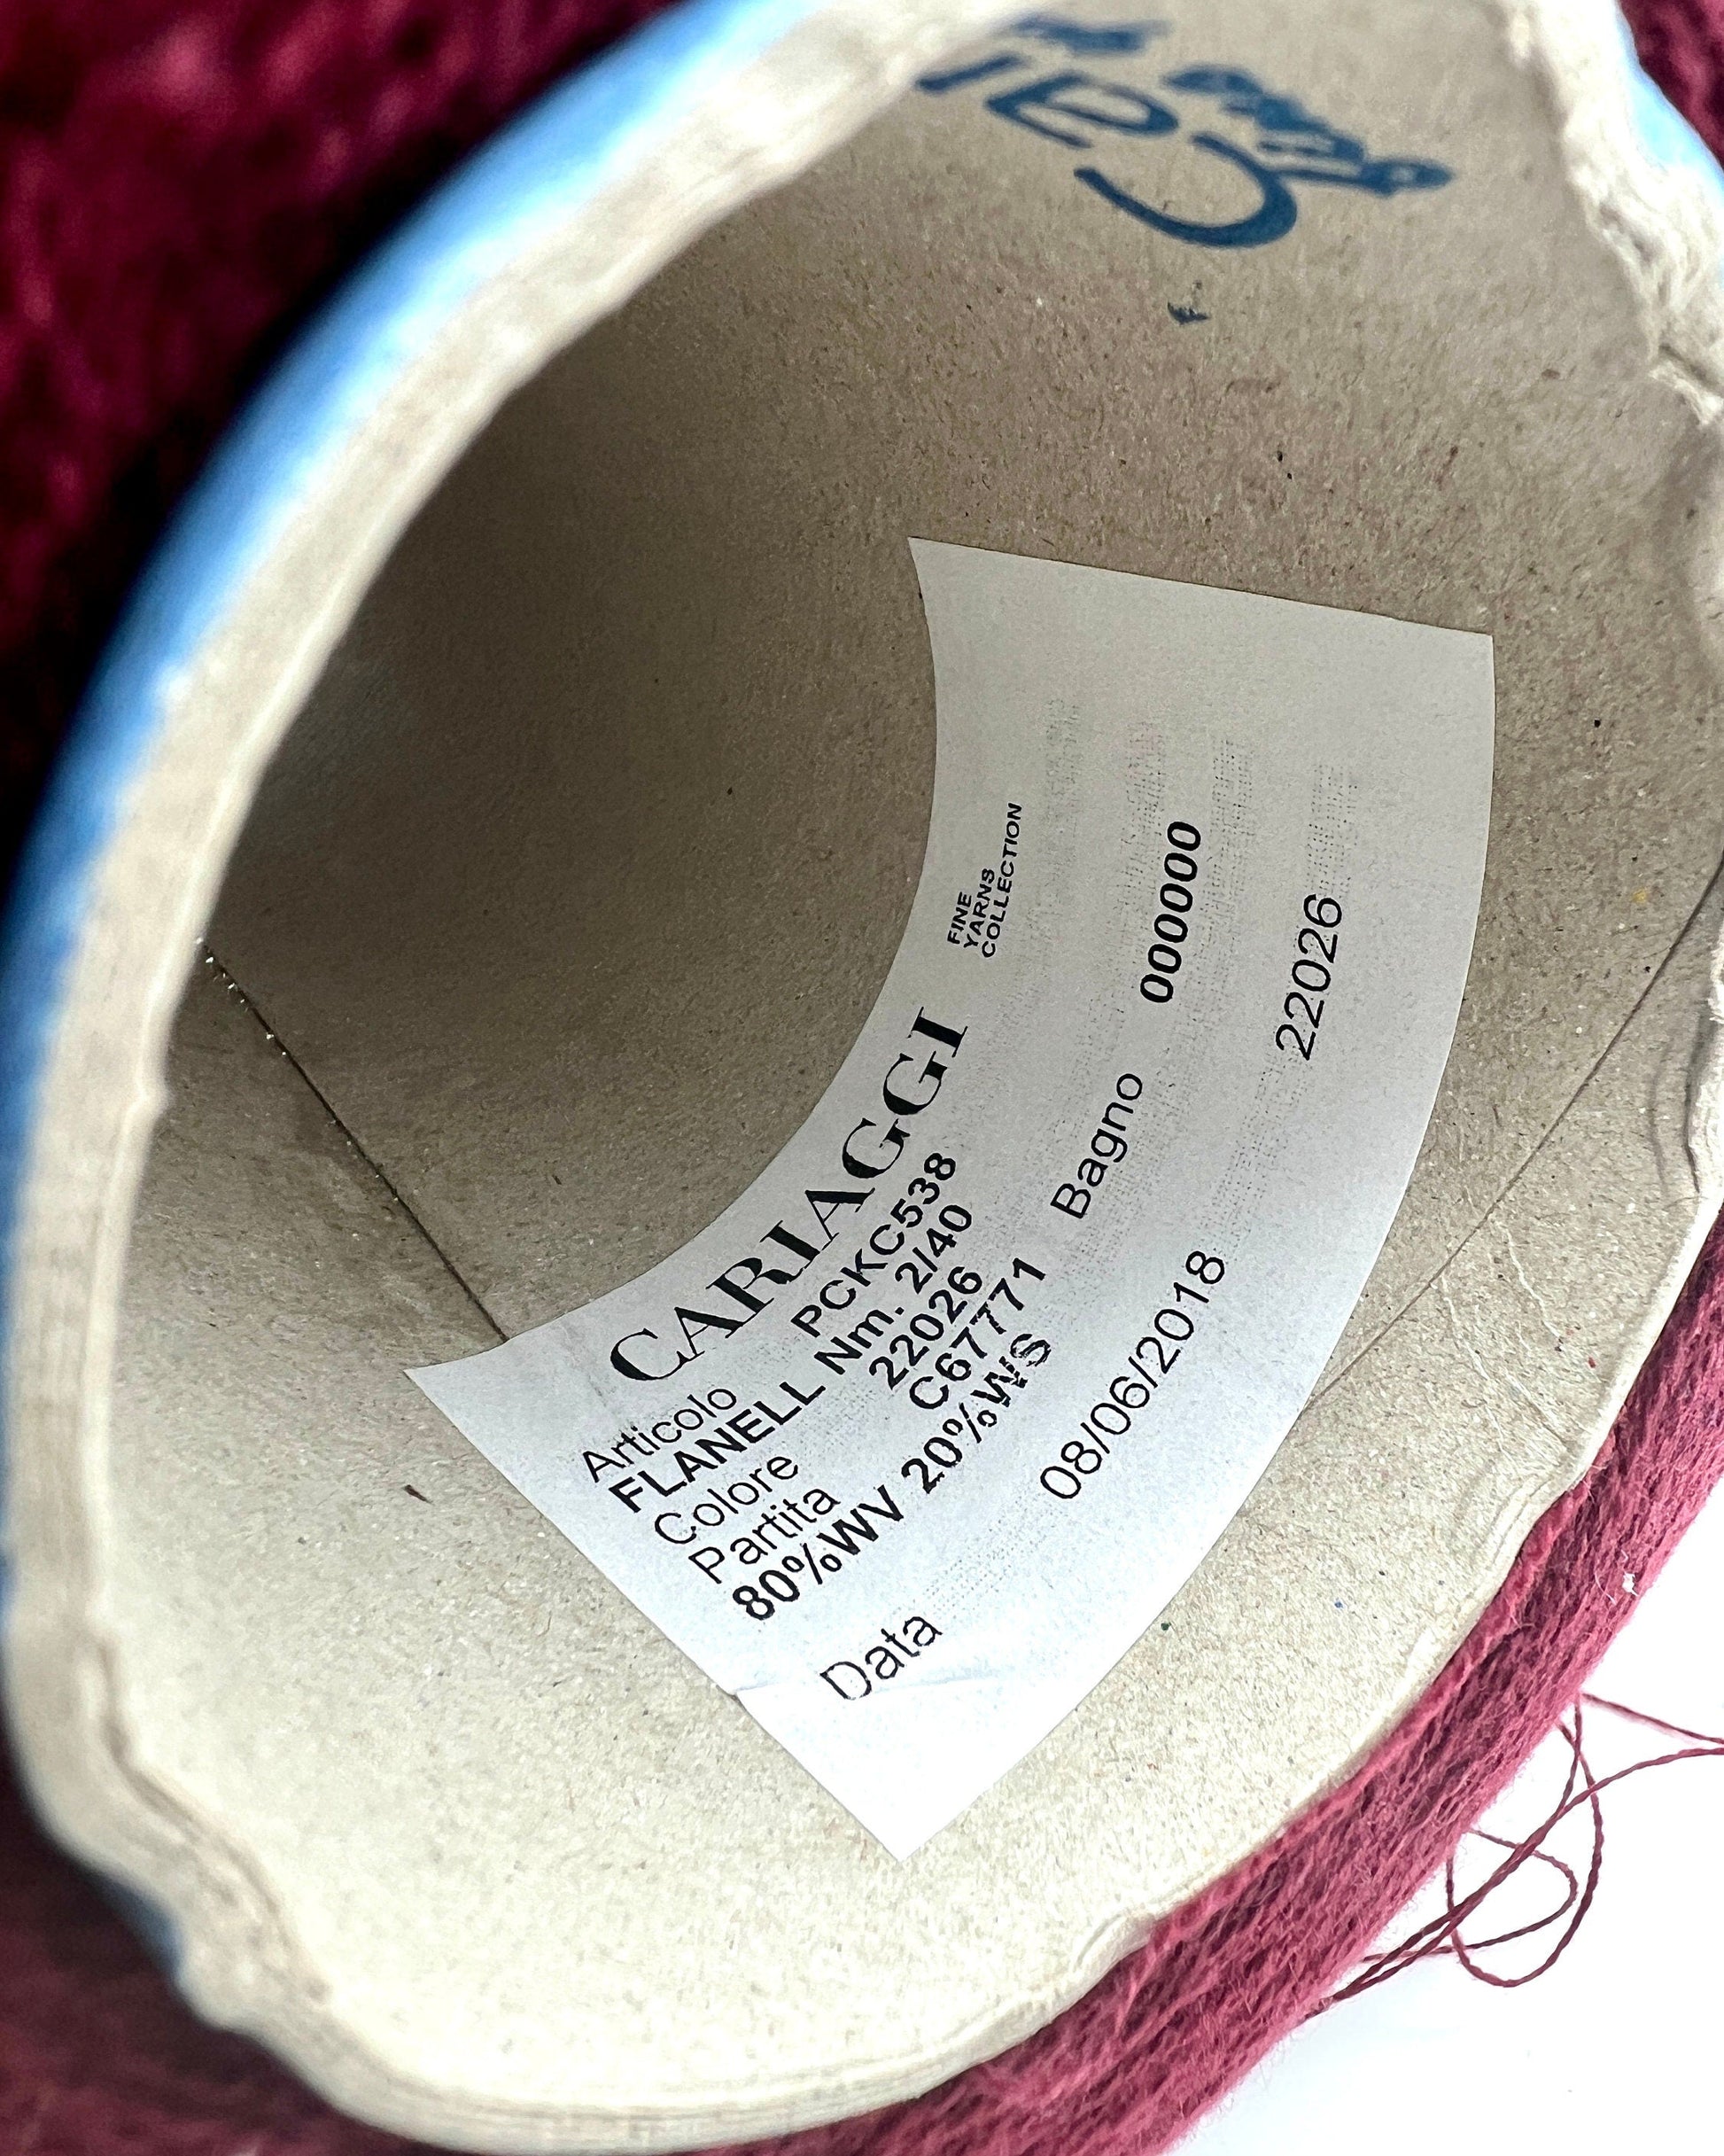 CARIAGGI FINE YARNS COLLECTION
Articolo PCKC538
FLANELL Nm. 2/40
Colore 22026
Partita C67771 Bagno 000000
80%WV 20%WS
Data 08/06/2018 22026